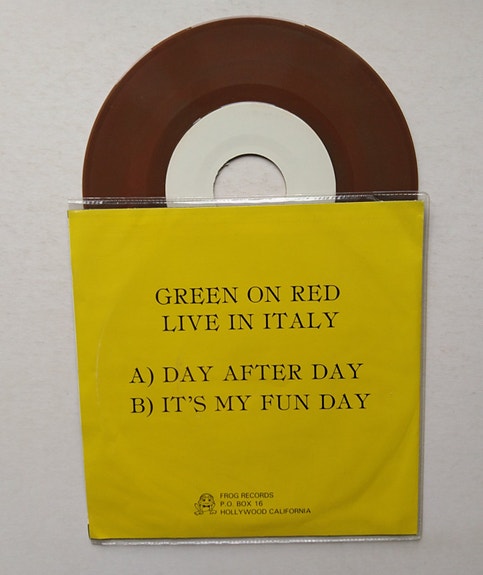 GREEN ON RED
LIVE IN ITALY
A) DAY AFTER DAY
B) IT'S MY FUN DAY
FROG RECORDS
P.O. BOX 16
HOLLYWOOD CALIFORNIA